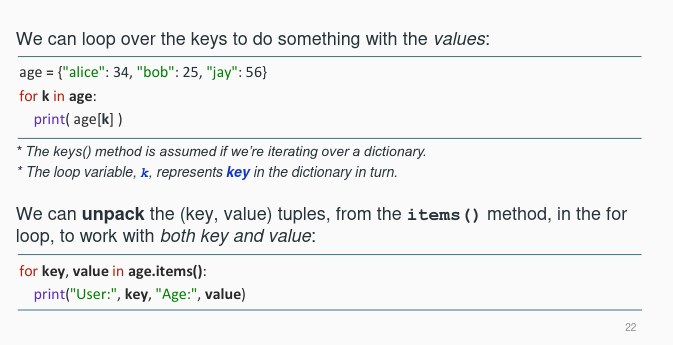 We can loop over the keys to do something with the values:
age = {"alice": 34, "bob": 25, "jay": 56}
for k in age:
print( age[k] )
* The keys() method is assumed if we're iterating over a dictionary.
* The loop variable, k, represents key in the dictionary in turn.
We can unpack the (key, value) tuples, from the items() method, in the for
loop, to work with both key and value:
for key, value in age.items():
print("User:", key, "Age:", value)
22